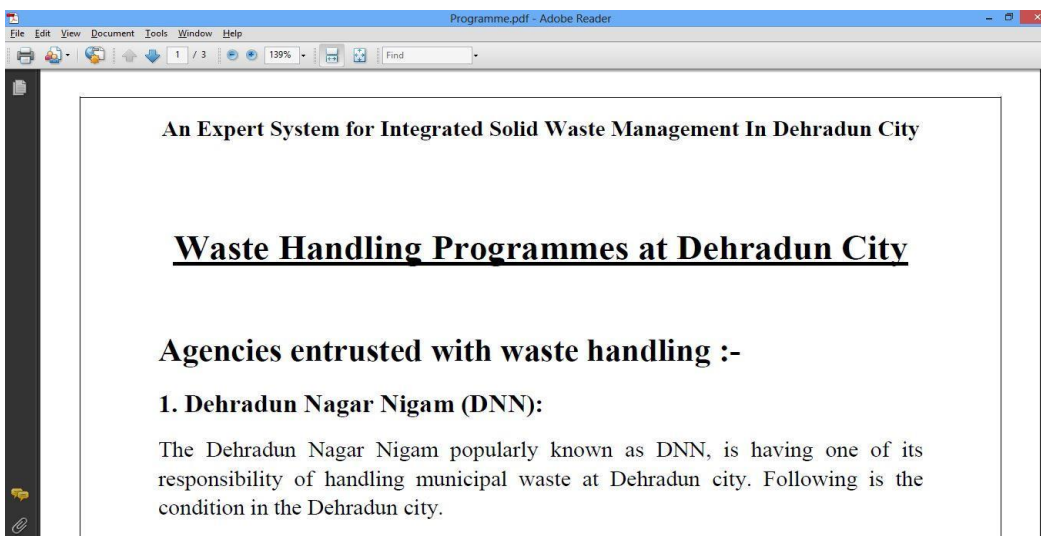 Programme.pdf - Adobe Reader
File Edit View Document Tools Window Help
1 / 3 139% Find
An Expert System for Integrated Solid Waste Management In Dehradun City
Waste Handling Programmes at Dehradun City
Agencies entrusted with waste handling :-
1. Dehradun Nagar Nigam (DNN):
The Dehradun Nagar Nigam popularly known as DNN, is having one of its
responsibility of handling municipal waste at Dehradun city. Following is the
condition in the Dehradun city.